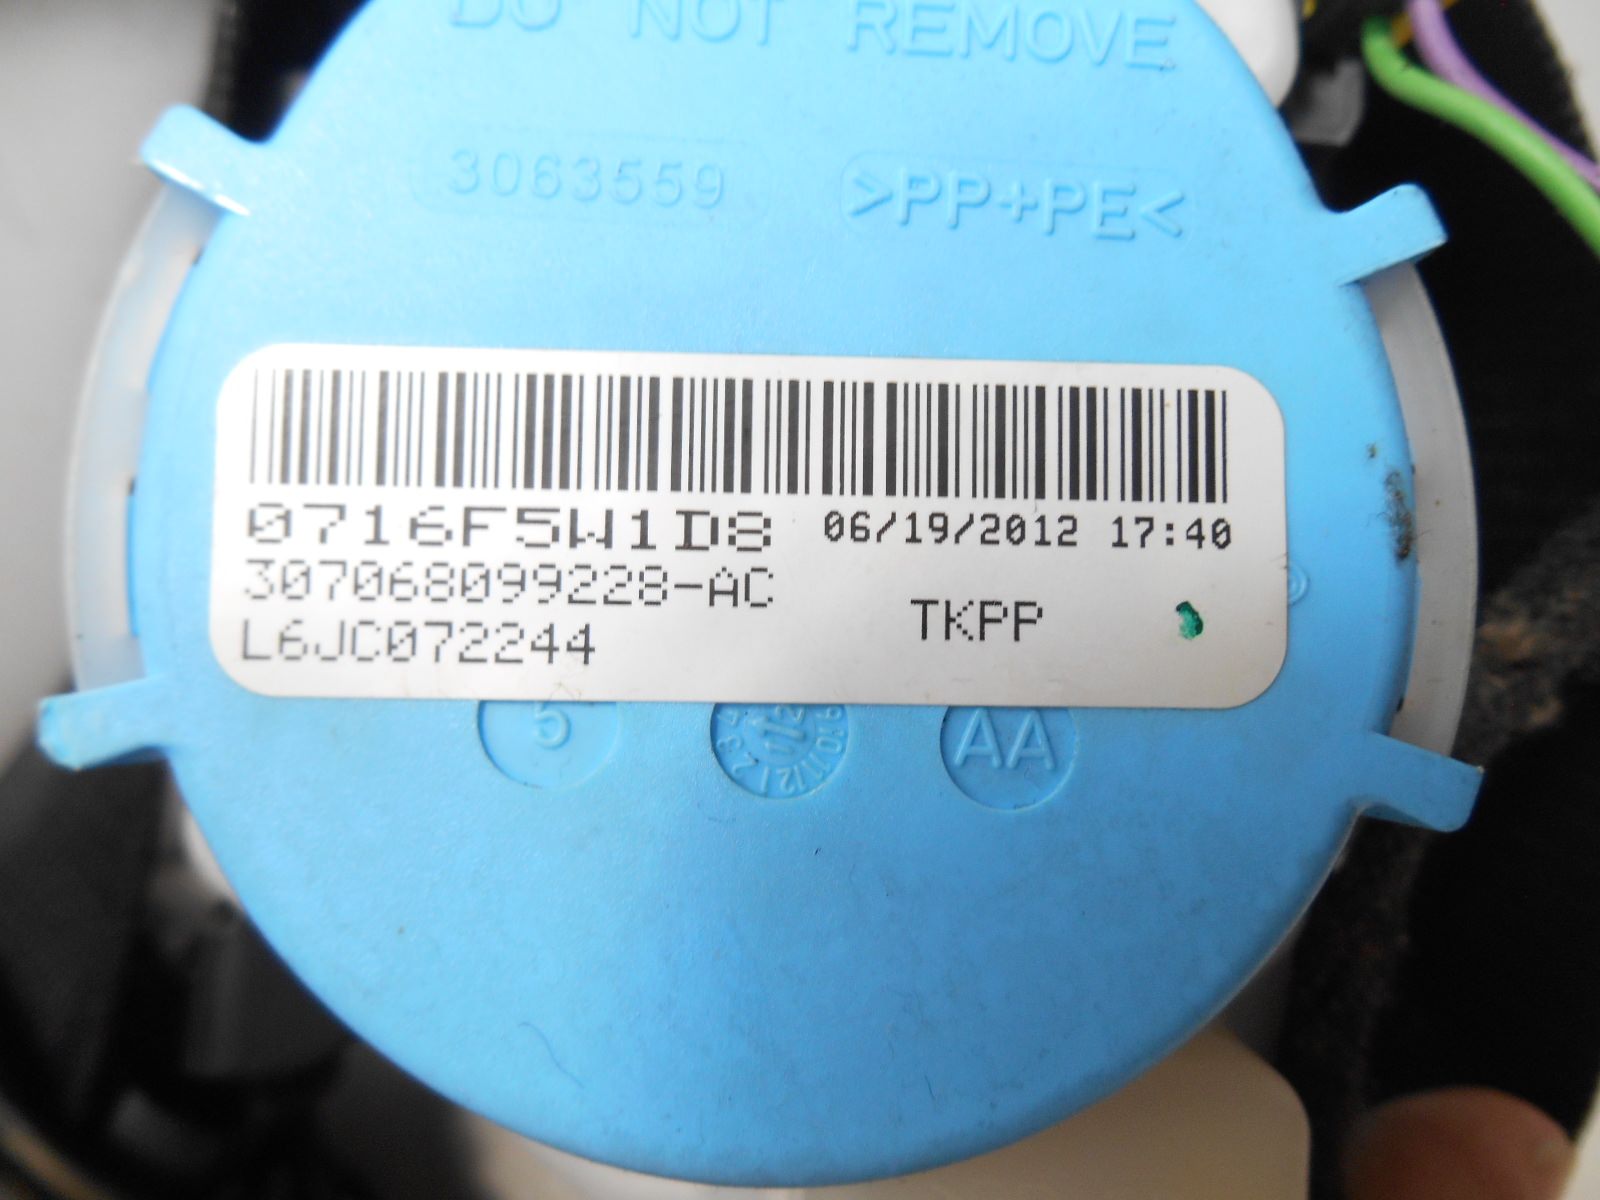 DO NOT REMOVE
3063559 >PP+PE<
0716F5W1D8 06/19/2012 17:40
307068099228-AC
TKPP
L6JC072244
5 AA